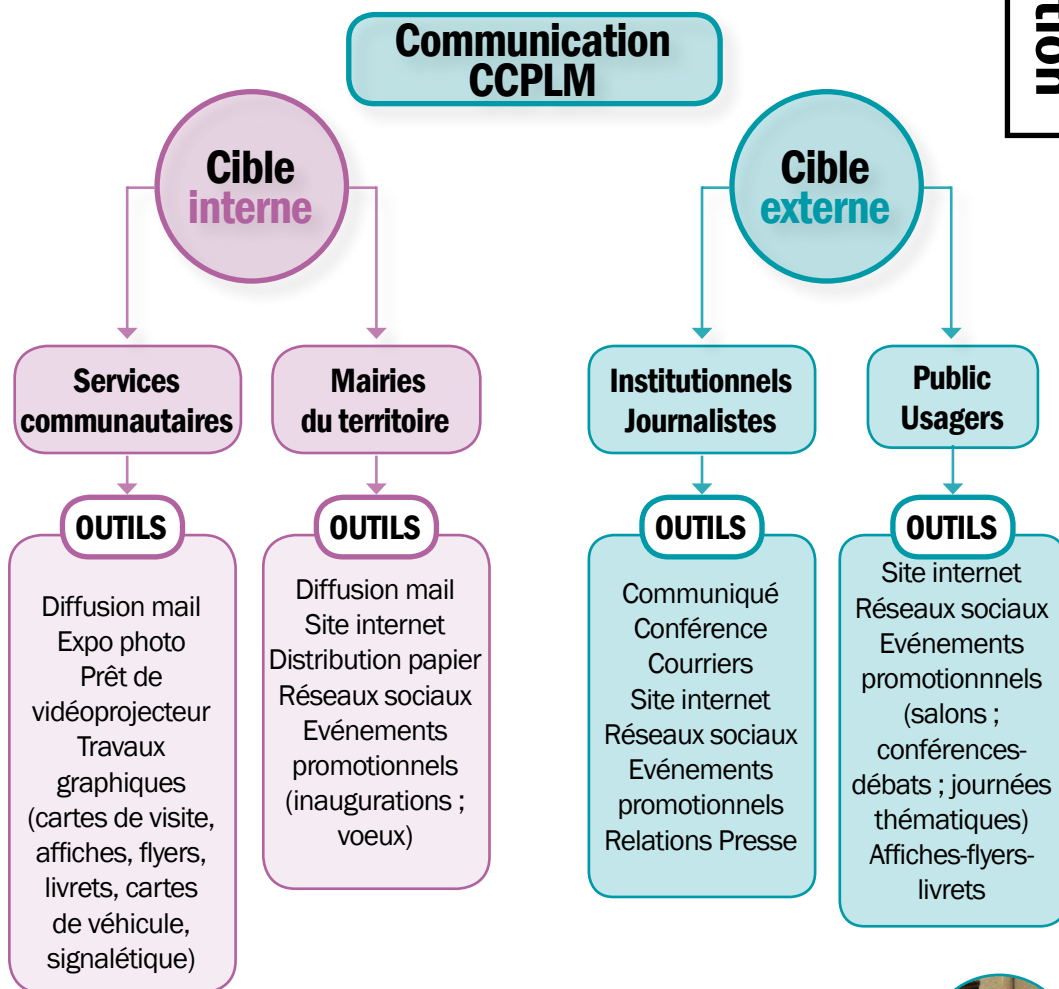 Communication
CCPLM
tion
Cible
interne
Cible
externe
Services
communautaires
Mairies
du territoire
Institutionnels
Journalistes
Public
Usagers
OUTILS
Diffusion mail
Expo photo
Prêt de
vidéoprojecteur
Travaux
graphiques
(cartes de visite,
affiches, flyers,
livrets, cartes
de véhicule,
signalétique)
OUTILS
Diffusion mail
Site internet
Distribution papier
Réseaux sociaux
Evénements
promotionnels
(inaugurations ;
voeux)
OUTILS
Communiqué
Conférence
Courriers
Site internet
Réseaux sociaux
Evénements
promotionnels
Relations Presse
OUTILS
Site internet
Réseaux sociaux
Evénements
promotionnnels
(salons ;
conférences-
débats ; journées
thématiques)
Affiches-flyers-
livrets